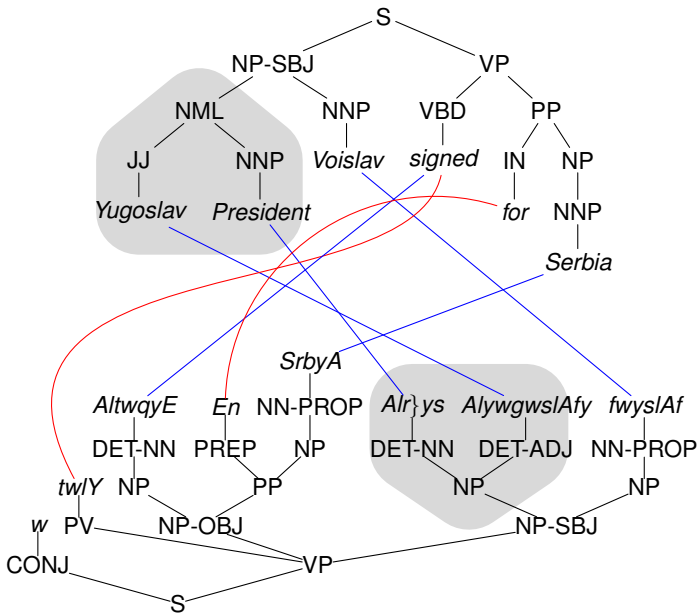 S
NP-SBJ VP
NML NNP VBD PP
JJ NNP Voislav signed IN NP
Yugoslav President for NNP
Serbia
SrbyA
AltwqyE En NN-PROP Alr}ys AlywgwslAfy fwyslAf
DET-NN PREP NP DET-NN DET-ADJ NN-PROP
twlY NP PP NP NP
w PV NP-OBJ NP-SBJ
CONJ VP
S